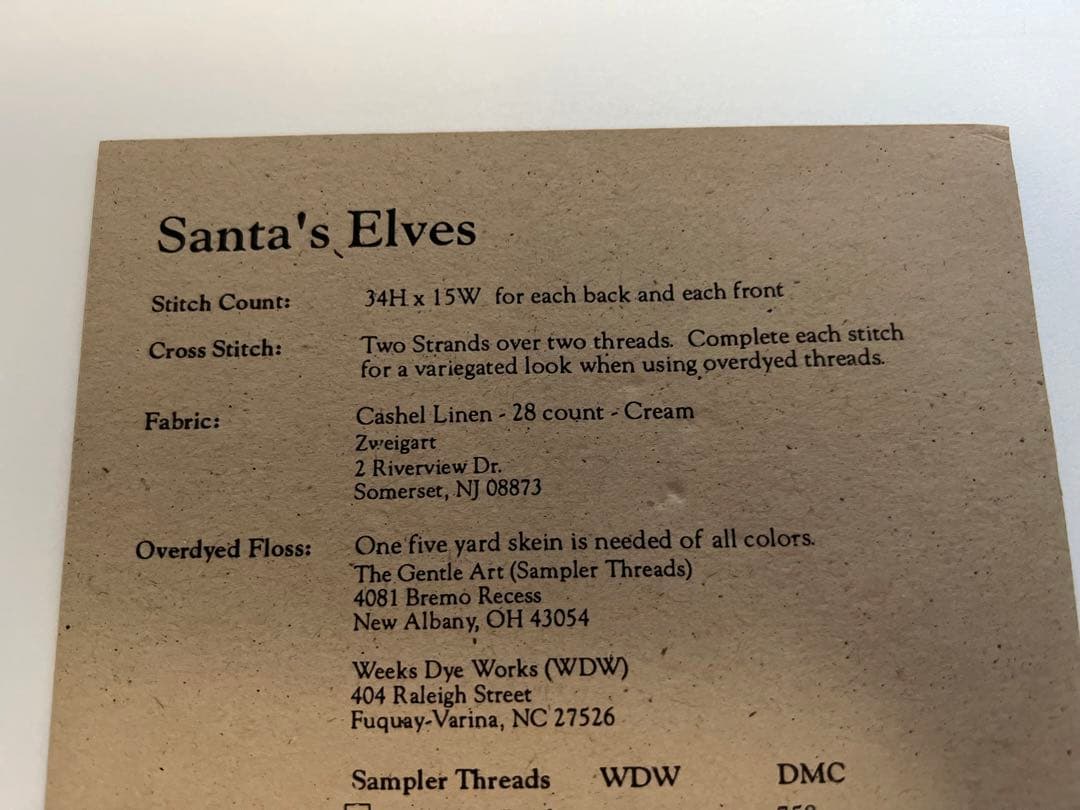 Santa's Elves
Stitch Count: 34H x 15W for each back and each front
Cross Stitch: Two Strands over two threads. Complete each stitch
for a variegated look when using overdyed threads.
Fabric: Cashel Linen - 28 count - Cream
Zweigart
2 Riverview Dr.
Somerset, NJ 08873
Overdyed Floss: One five yard skein is needed of all colors.
The Gentle Art (Sampler Threads)
4081 Bremo Recess
New Albany, OH 43054
Weeks Dye Works (WDW)
404 Raleigh Street
Fuquay-Varina, NC 27526
Sampler Threads WDW DMC